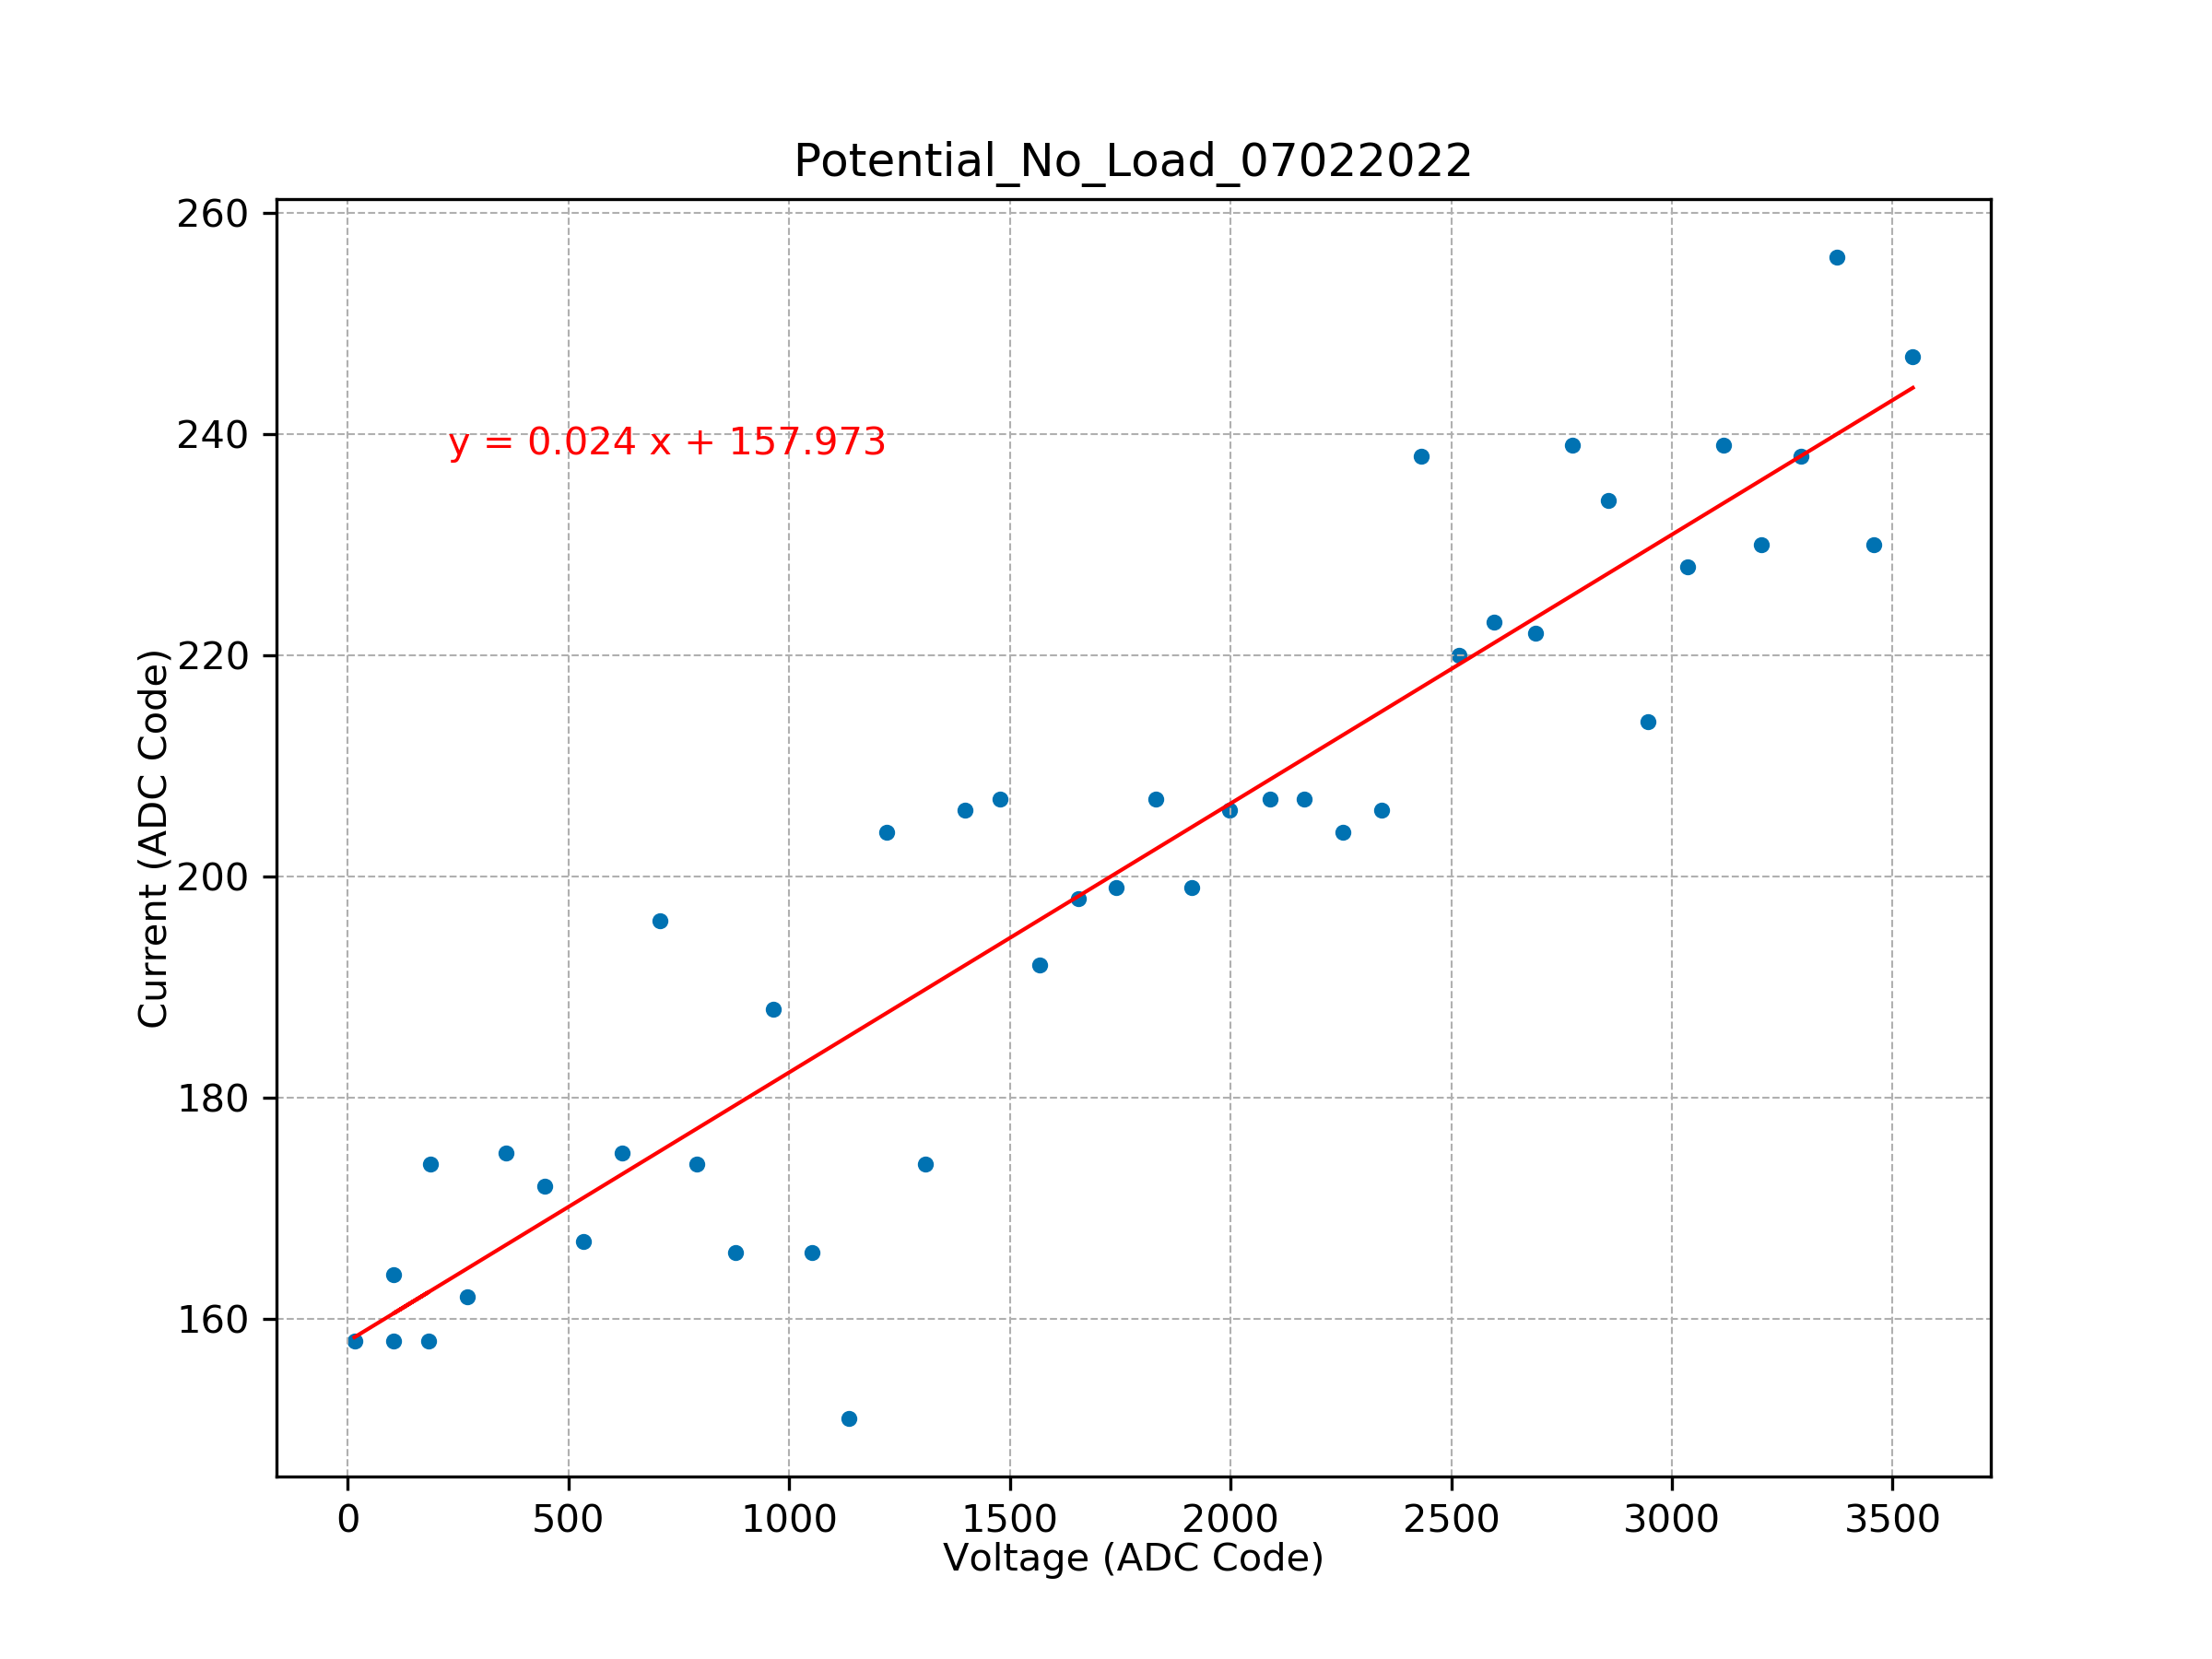 Potential_No_Load_07022022
260
240
220
200
180
160
y = 0.024 x + 157.973
Current (ADC Code)
0 500 1000 1500 2000 2500 3000 3500
Voltage (ADC Code)